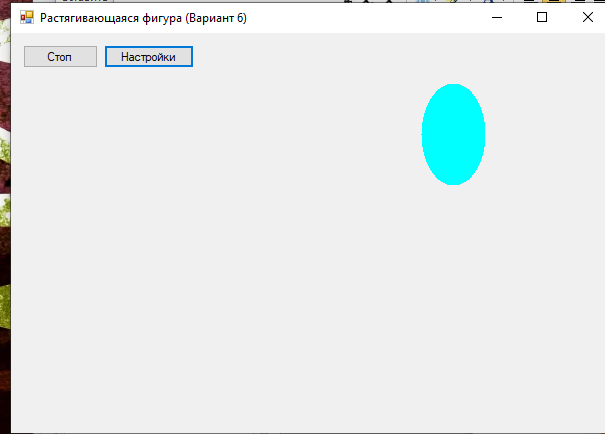 Растягивающаяся фигура (Вариант 6)
Стоп
Настройки